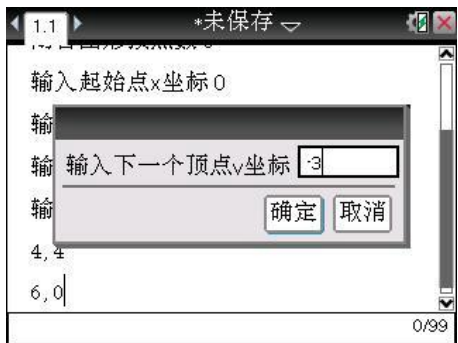 1.1
*未保存
输入起始点x坐标 0
输
输入下一个顶点y坐标 -3
输
输
确定 取消
4,4
6,0
0/99